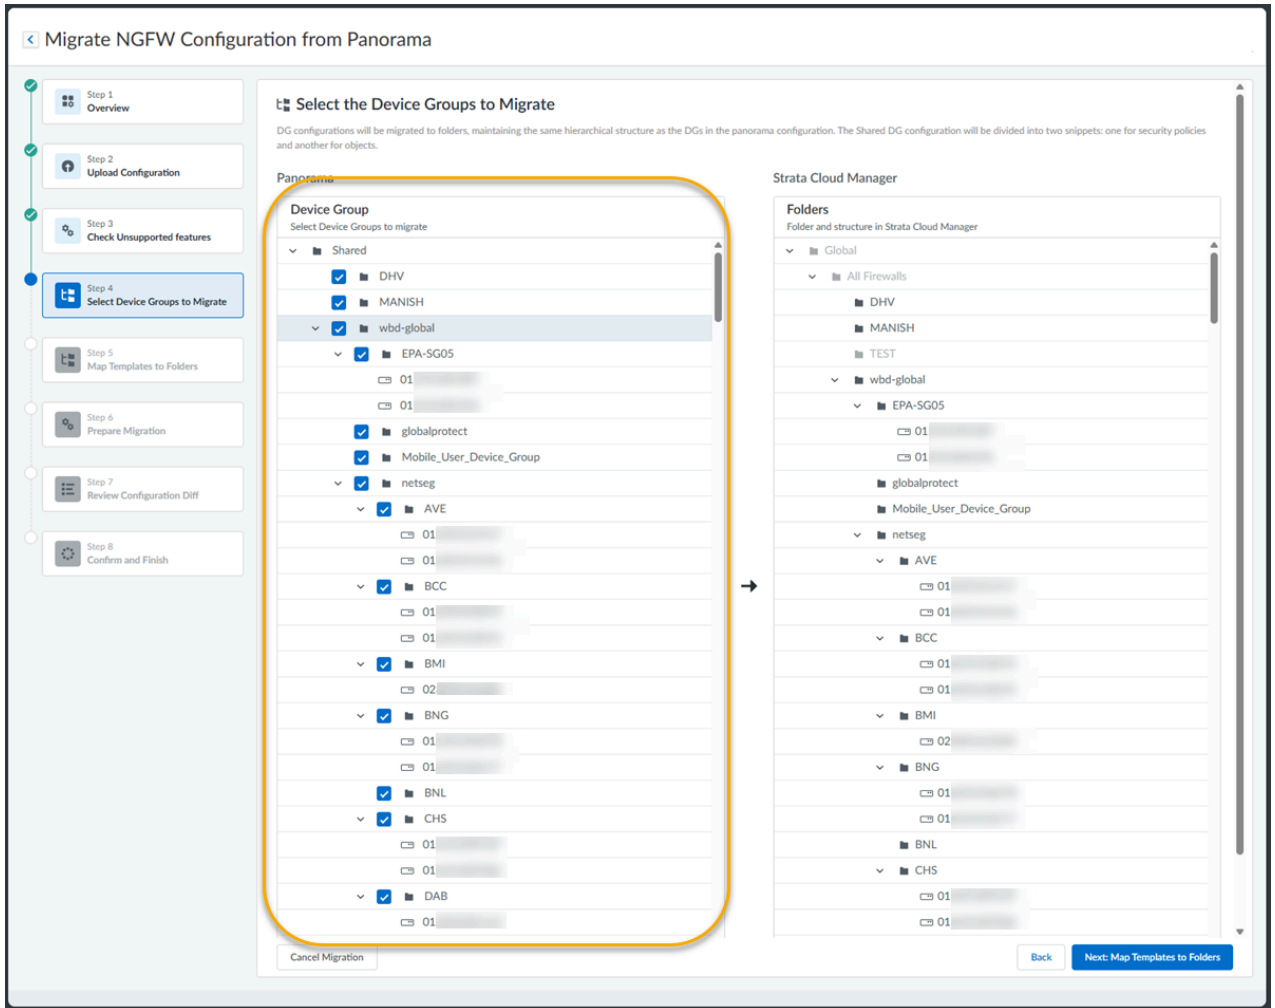 Migrate NGFW Configuration from Panorama
Step 1
Overview
Step 2
Upload Configuration
Step 3
Check Unsupported features
Step 4
Select Device Groups to Migrate
Step 5
Map Templates to Folders
Step 6
Prepare Migration
Step 7
Review Configuration Diff
Step 8
Confirm and Finish
Select the Device Groups to Migrate
DG configurations will be migrated to folders, maintaining the same hierarchical structure as the DGs in the panorama configuration. The Shared DG configuration will be divided into two snippets: one for security policies
and another for objects.
Panorama
Device Group
Select Device Groups to migrate
Shared
DHV
MANISH
wbd-global
EPA-SG05
01
01
globalprotect
Mobile_User_Device_Group
netseg
AVE
01
01
BCC
01
01
BMI
02
BNG
01
01
BNL
CHS
01
01
DAB
01
Strata Cloud Manager
Folders
Folder and structure in Strata Cloud Manager
Global
All Firewalls
DHV
MANISH
TEST
wbd-global
EPA-SG05
01
01
globalprotect
Mobile_User_Device_Group
netseg
AVE
01
01
BCC
01
01
BMI
02
BNG
01
01
BNL
CHS
01
01
Cancel Migration
Back
Next: Map Templates to Folders